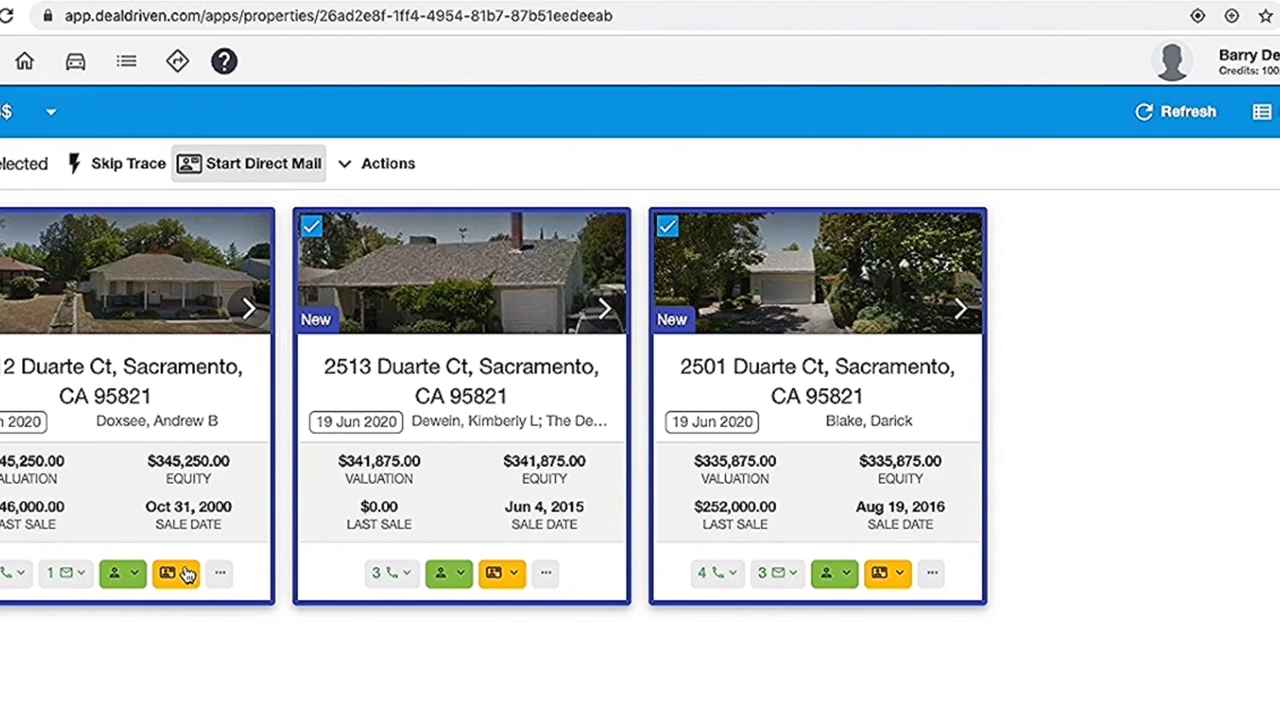 app.dealdriven.com/apps/properties/26ad2e8f-1ff4-4954-81b7-87b51eedeeab
Barry De
Credits: 100
$
Refresh
elected
Skip Trace
Start Direct Mail
Actions
12 Duarte Ct, Sacramento,
CA 95821
n 2020
Doxsee, Andrew B
45,250.00
$345,250.00
ALUATION
EQUITY
46,000.00
Oct 31, 2000
AST SALE
SALE DATE
1
New
2513 Duarte Ct, Sacramento,
CA 95821
19 Jun 2020
Dewein, Kimberly L; The De...
$341,875.00
$341,875.00
VALUATION
EQUITY
$0.00
Jun 4, 2015
LAST SALE
SALE DATE
3
New
2501 Duarte Ct, Sacramento,
CA 95821
19 Jun 2020
Blake, Darick
$335,875.00
$335,875.00
VALUATION
EQUITY
$252,000.00
Aug 19, 2016
LAST SALE
SALE DATE
4
3